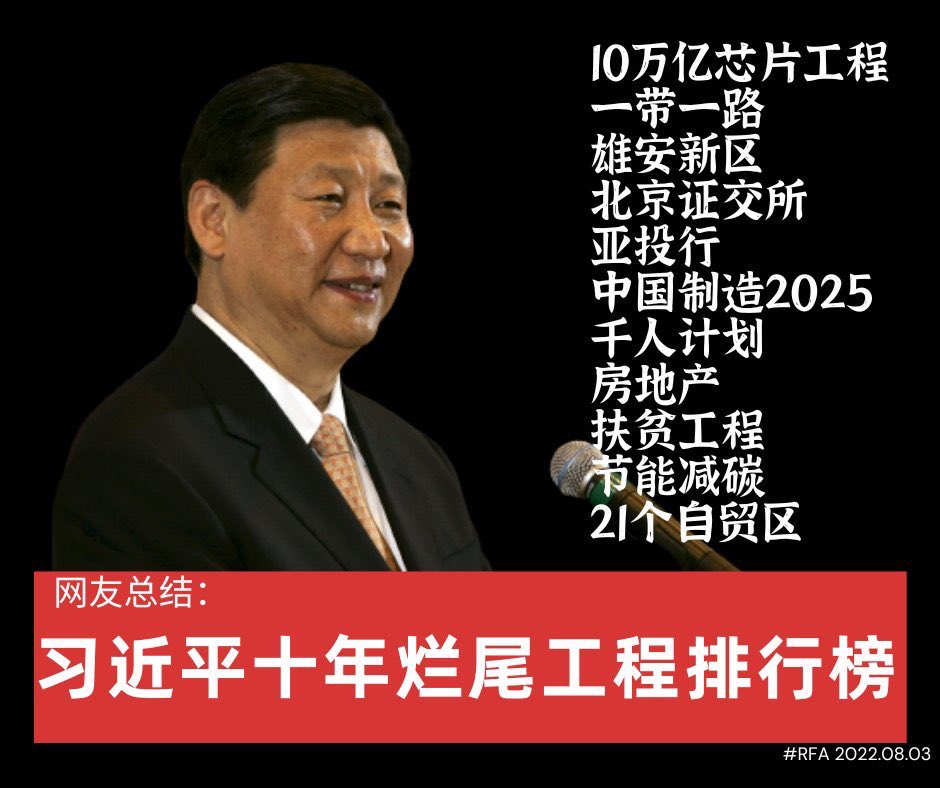 10万亿芯片工程
一带一路
雄安新区
北京证交所
亚投行
中国制造2025
千人计划
房地产
扶贫工程
节能减碳
21个自贸区
网友总结：
习近平十年烂尾工程排行榜
#RFA 2022.08.03